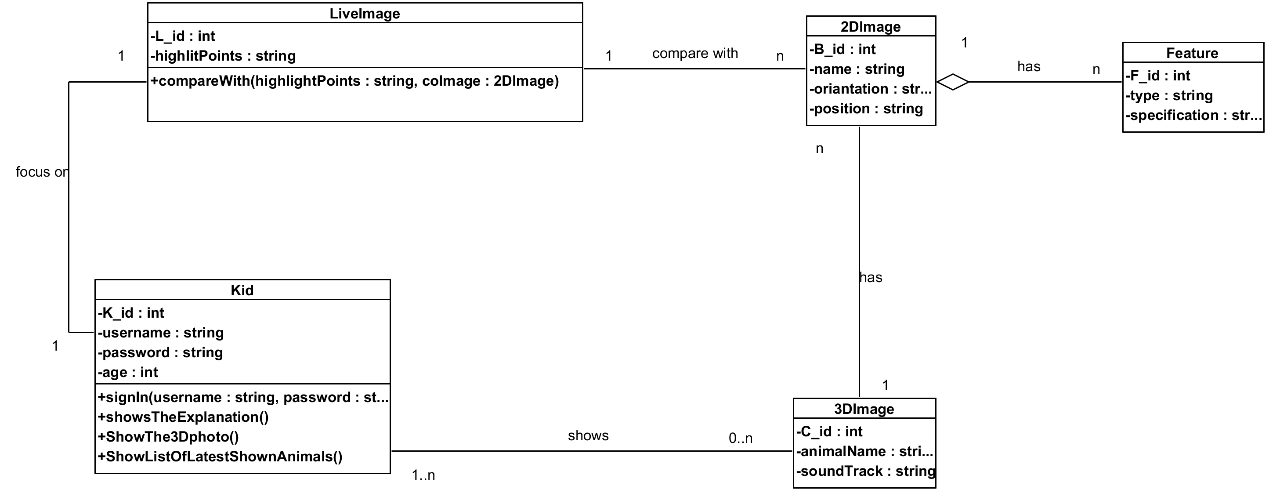 LiveImage
-L_id : int
-highlitPoints : string
+compareWith(highlightPoints : string, coImage : 2DImage)
1
1
compare with
n
2DImage
-B_id : int
-name : string
-oriantation : str...
-position : string
1
has
n
Feature
-F_id : int
-type : string
-specification : str...
focus on
n
has
1
Kid
-K_id : int
-username : string
-password : string
-age : int
+signIn(username : string, password : st...
+showsTheExplanation()
+ShowThe3Dphoto()
+ShowListOfLatestShownAnimals()
1
1..n
shows
0..n
3DImage
-C_id : int
-animalName : stri...
-soundTrack : string